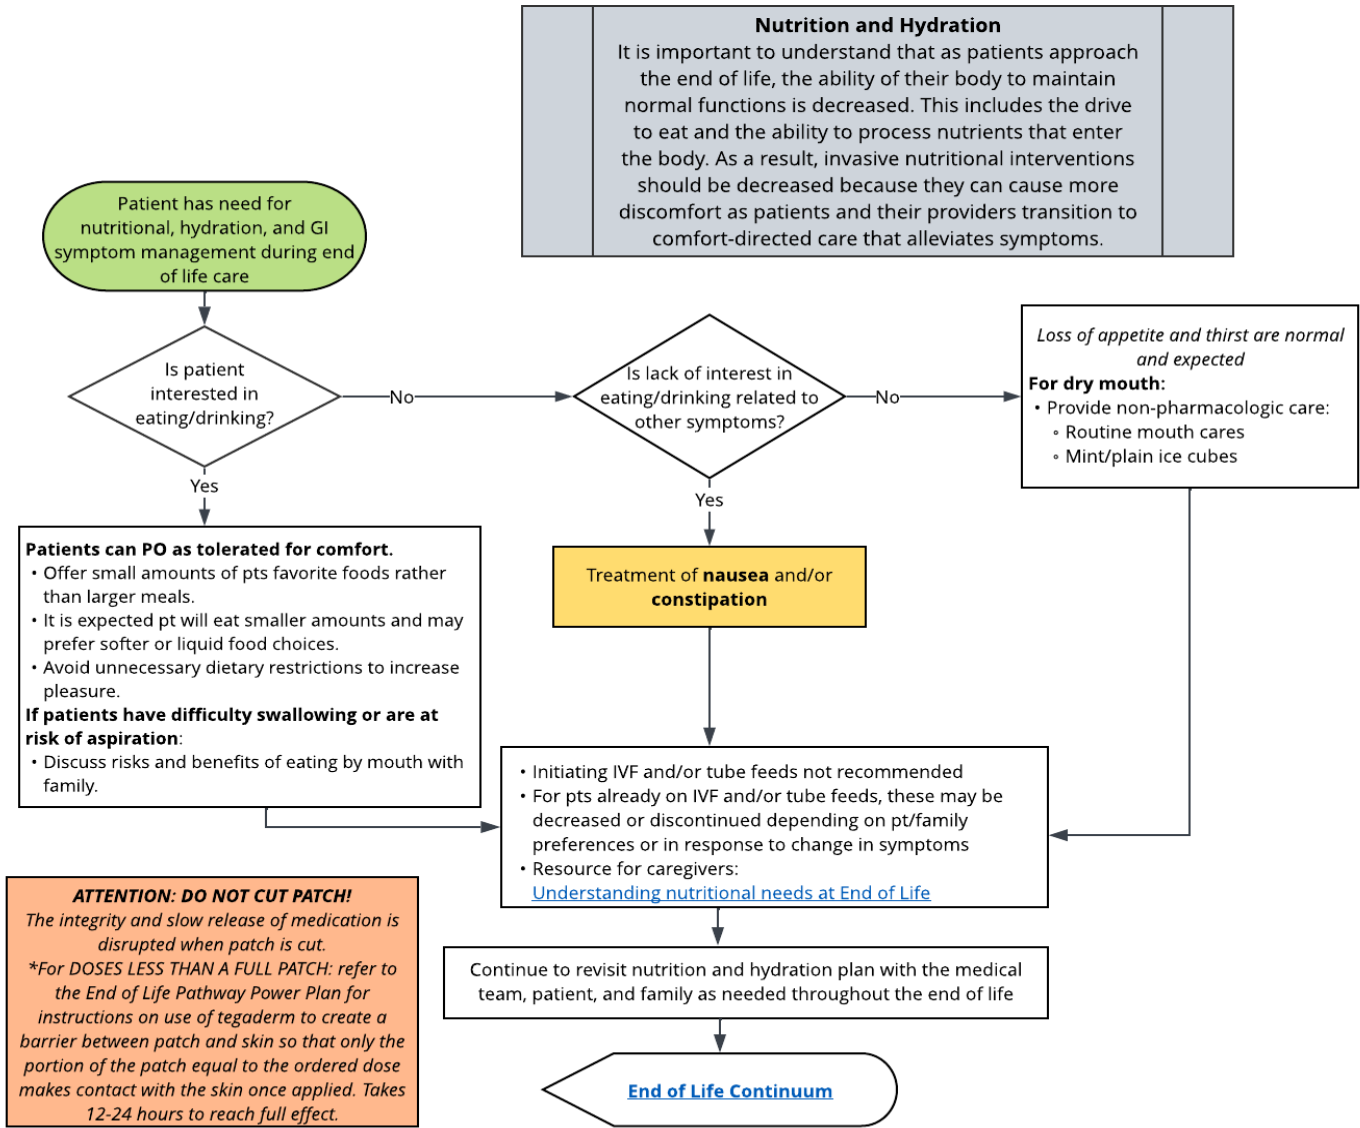 Nutrition and Hydration
It is important to understand that as patients approach
the end of life, the ability of their body to maintain
normal functions is decreased. This includes the drive
to eat and the ability to process nutrients that enter
the body. As a result, invasive nutritional interventions
should be decreased because they can cause more
discomfort as patients and their providers transition to
comfort-directed care that alleviates symptoms.
Patient has need for
nutritional, hydration, and GI
symptom management during end
of life care
Is patient
interested in
eating/drinking?
No
Is lack of interest in
eating/drinking related to
other symptoms?
No
Loss of appetite and thirst are normal
and expected
For dry mouth:
• Provide non-pharmacologic care:
∘ Routine mouth cares
∘ Mint/plain ice cubes
Yes
Yes
Patients can PO as tolerated for comfort.
• Offer small amounts of pts favorite foods rather
than larger meals.
• It is expected pt will eat smaller amounts and may
prefer softer or liquid food choices.
• Avoid unnecessary dietary restrictions to increase
pleasure.
If patients have difficulty swallowing or are at
risk of aspiration:
• Discuss risks and benefits of eating by mouth with
family.
Treatment of nausea and/or
constipation
• Initiating IVF and/or tube feeds not recommended
• For pts already on IVF and/or tube feeds, these may be
decreased or discontinued depending on pt/family
preferences or in response to change in symptoms
• Resource for caregivers:
Understanding nutritional needs at End of Life
ATTENTION: DO NOT CUT PATCH!
The integrity and slow release of medication is
disrupted when patch is cut.
*For DOSES LESS THAN A FULL PATCH: refer to
the End of Life Pathway Power Plan for
instructions on use of tegaderm to create a
barrier between patch and skin so that only the
portion of the patch equal to the ordered dose
makes contact with the skin once applied. Takes
12-24 hours to reach full effect.
Continue to revisit nutrition and hydration plan with the medical
team, patient, and family as needed throughout the end of life
End of Life Continuum